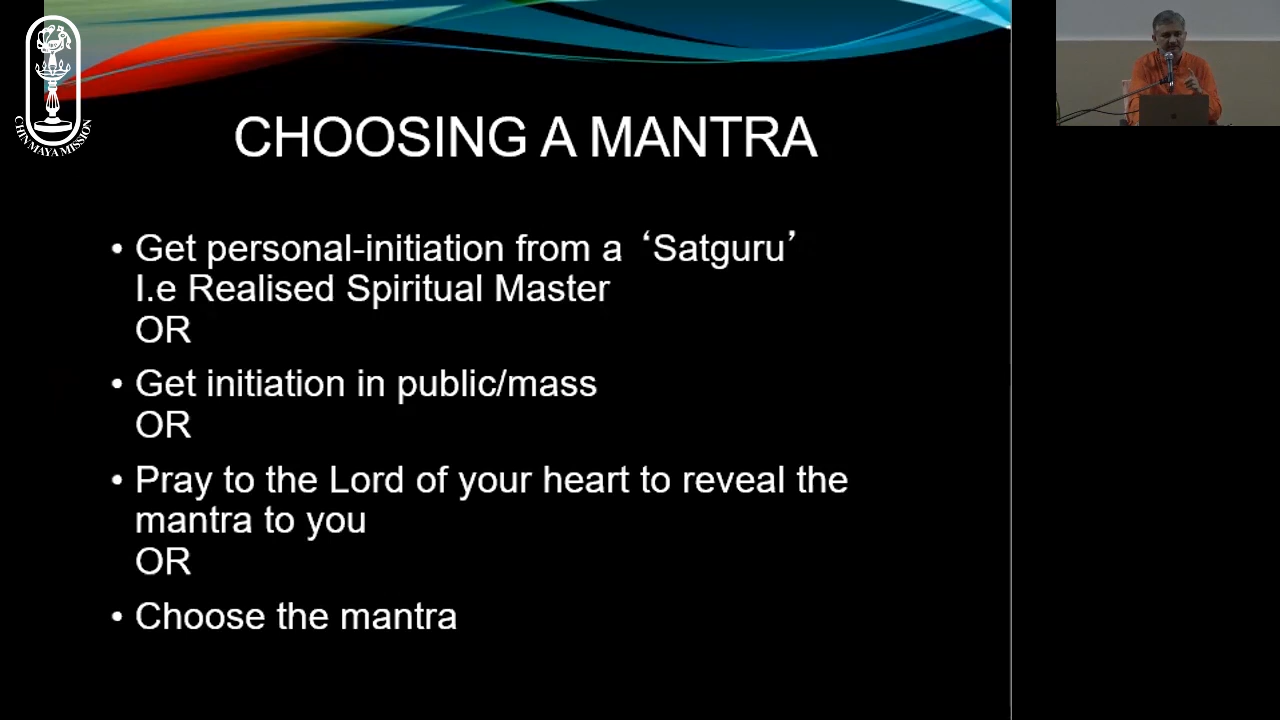 CHINMAYA MISSION
CHOOSING A MANTRA
• Get personal-initiation from a ‘Satguru’
I.e Realised Spiritual Master
OR
• Get initiation in public/mass
OR
• Pray to the Lord of your heart to reveal the
mantra to you
OR
• Choose the mantra